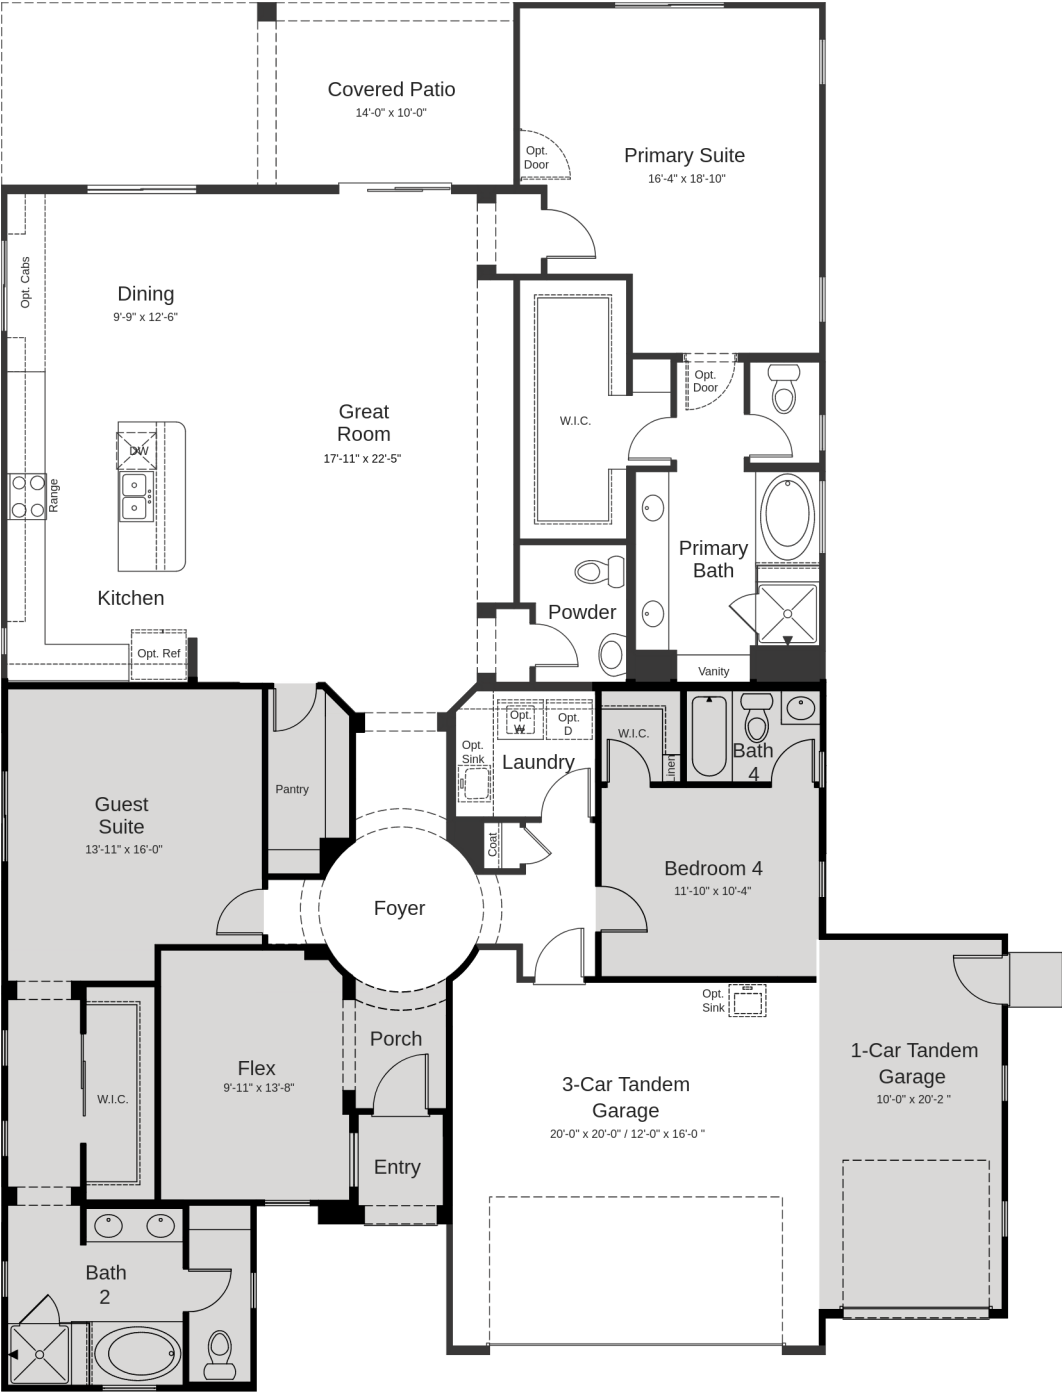 Covered Patio
14'-0" x 10'-0"
Opt.
Door
Primary Suite
16'-4" x 18'-10"
Opt. Cabs
Dining
9'-9" x 12'-6"
Opt.
Door
Great
Room
17'-11" x 22'-5"
W.I.C.
DW
Range
Primary
Bath
Kitchen
Powder
Opt. Ref
Vanity
Opt.
W
Opt.
D
Opt.
Sink
Laundry
W.I.C.
Linen
Bath
4
Pantry
Guest
Suite
13'-11" x 16'-0"
Coat
Bedroom 4
11'-10" x 10'-4"
Foyer
Opt.
Sink
Porch
Flex
9'-11" x 13'-8"
W.I.C.
3-Car Tandem
Garage
20'-0" x 20'-0" / 12'-0" x 16'-0 "
1-Car Tandem
Garage
10'-0" x 20'-2 "
Entry
Bath
2